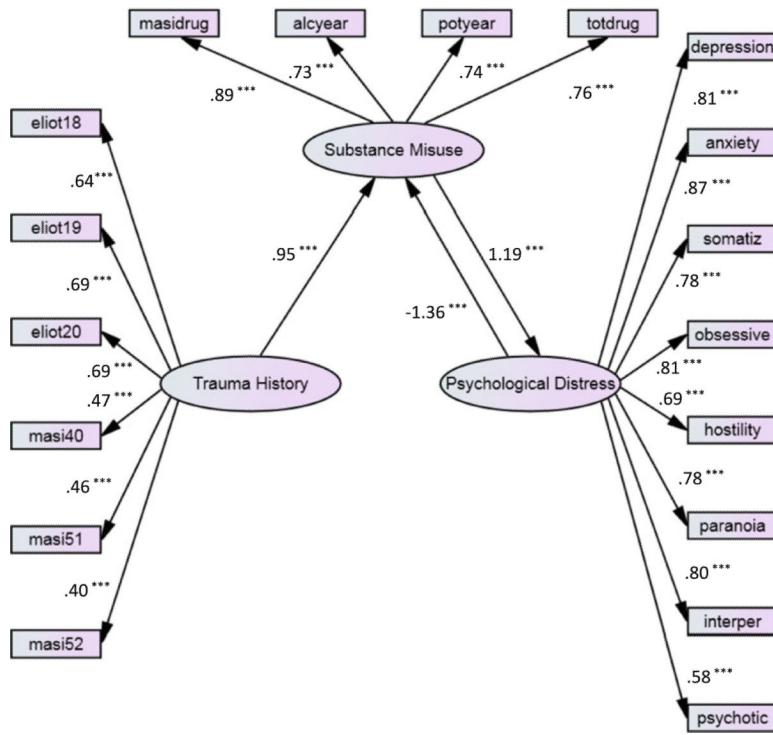 masidrug
alcyear
potyear
totdrug
depression
.89 ***
.73 ***
.74 ***
.76 ***
.81 ***
eliot18
anxiety
Substance Misuse
.64***
.87 ***
eliot19
somatiz
.95 ***
1.19 ***
.69 ***
.78 ***
-1.36 ***
eliot20
obsessive
.69 ***
.81 ***
Trauma History
Psychological Distress
.47 ***
.69 ***
masi40
hostility
.46 ***
.78 ***
masi51
paranoia
.40 ***
.80 ***
masi52
interper
.58 ***
psychotic